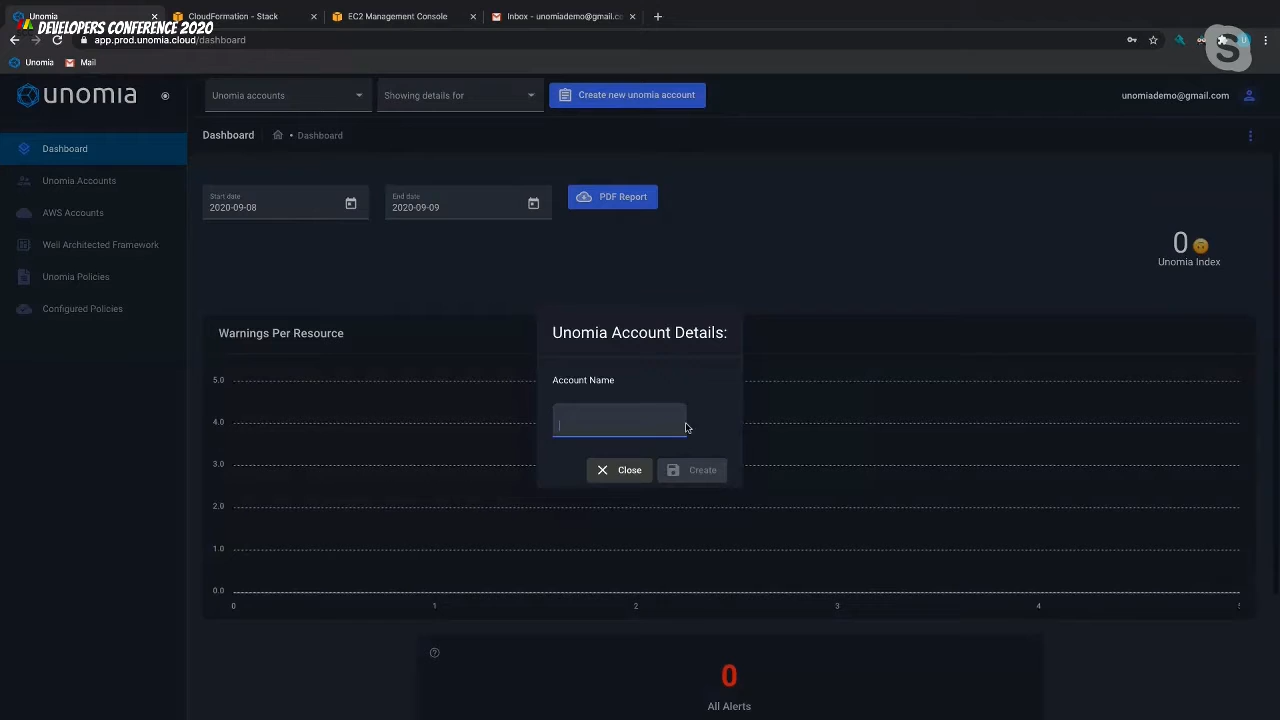 Unomia
CloudFormation - Stack
EC2 Management Console
Inbox - unomiademo@gmail.co
DEVELOPERS CONFERENCE 2020
app.prod.unomia.cloud/dashboard
Unomia
Mail
unomia
Unomia accounts
Showing details for
Create new unomia account
unomiademo@gmail.com
Dashboard
Unomia Accounts
AWS Accounts
Well Architected Framework
Unomia Policies
Configured Policies
Dashboard • Dashboard
Start date
2020-09-08
End date
2020-09-09
PDF Report
0
Unomia Index
Warnings Per Resource
5.0
4.0
3.0
2.0
1.0
0.0
0 1 2 3 4
Unomia Account Details:
Account Name
Close
Create
0
All Alerts